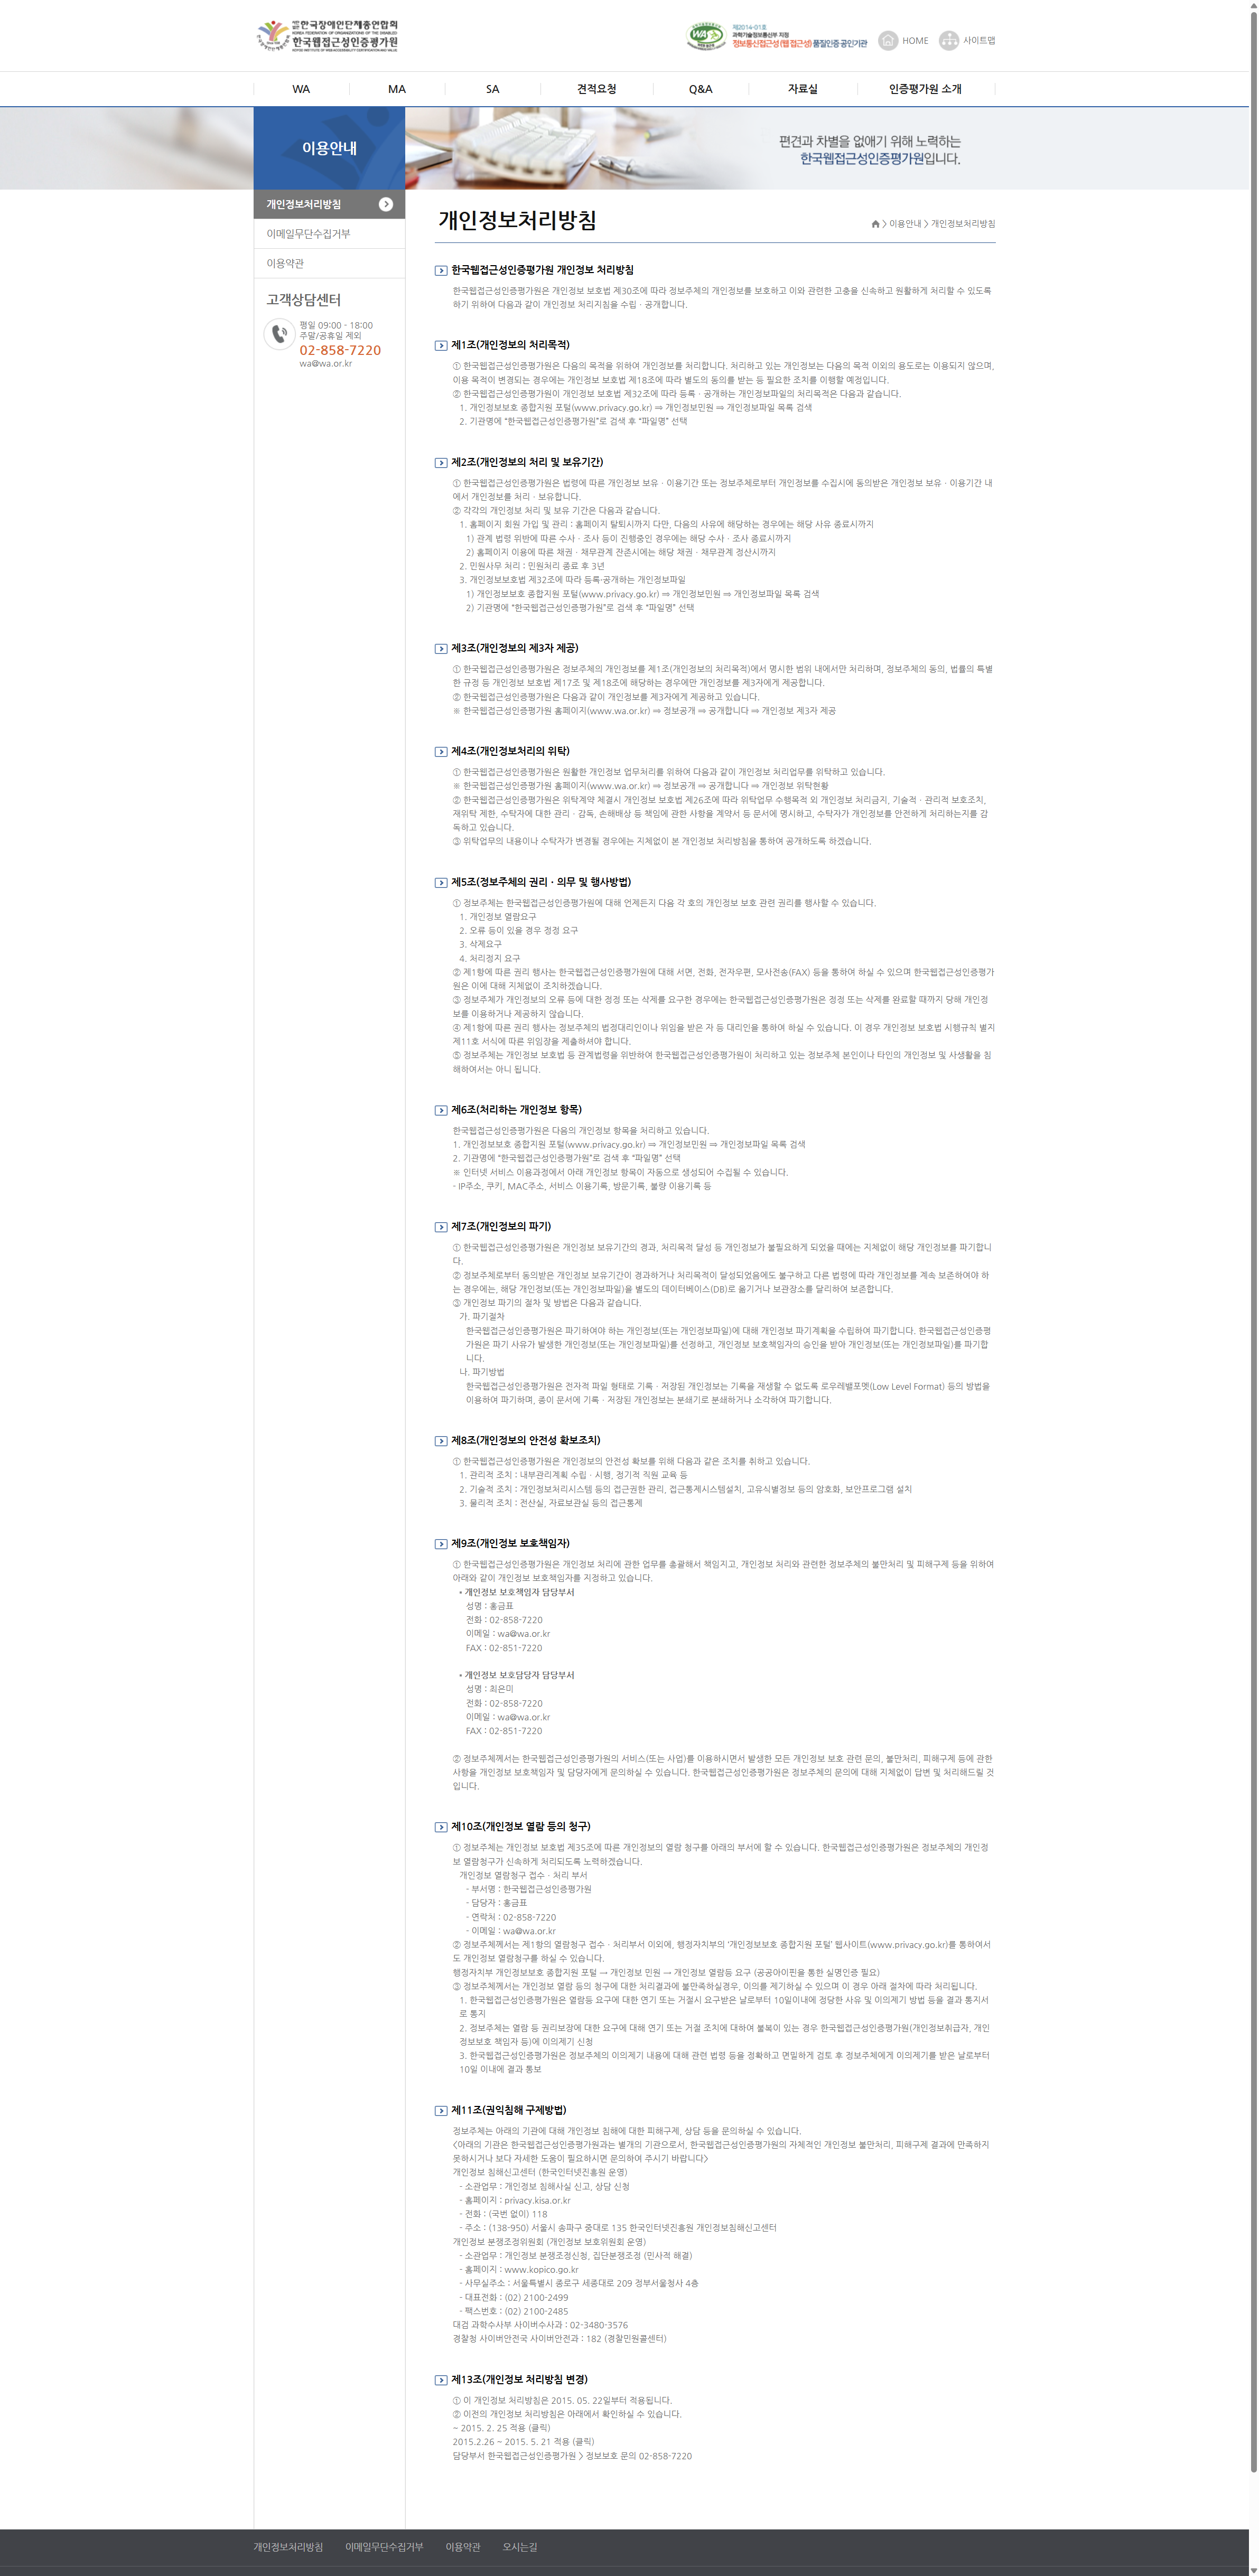 한국장애인단체총연합회
한국웹접근성인증평가원
제2014-01호
과학기술정보통신부 지정
정보통신접근성(웹 접근성) 품질인증 공인기관
HOME
사이트맵
WA
MA
SA
견적요청
Q&A
자료실
인증평가원 소개
이용안내
편견과 차별을 없애기 위해 노력하는
한국웹접근성인증평가원입니다.
개인정보처리방침
이메일무단수집거부
이용약관
고객상담센터
평일 09:00 - 18:00
주말/공휴일 제외
02-858-7220
wa@wa.or.kr
개인정보처리방침
> 이용안내 > 개인정보처리방침
한국웹접근성인증평가원 개인정보 처리방침
한국웹접근성인증평가원은 개인정보 보호법 제30조에 따라 정보주체의 개인정보를 보호하고 이와 관련한 고충을 신속하고 원활하게 처리할 수 있도록
하기 위하여 다음과 같이 개인정보 처리지침을 수립ㆍ공개합니다.
제1조(개인정보의 처리목적)
① 한국웹접근성인증평가원은 다음의 목적을 위하여 개인정보를 처리합니다. 처리하고 있는 개인정보는 다음의 목적 이외의 용도로는 이용되지 않으며,
이용 목적이 변경되는 경우에는 개인정보 보호법 제18조에 따라 별도의 동의를 받는 등 필요한 조치를 이행할 예정입니다.
② 한국웹접근성인증평가원이 개인정보 보호법 제32조에 따라 등록ㆍ공개하는 개인정보파일의 처리목적은 다음과 같습니다.
1. 개인정보보호 종합지원 포털(www.privacy.go.kr) ⇨ 개인정보민원 ⇨ 개인정보파일 목록 검색
2. 기관명에 "한국웹접근성인증평가원"로 검색 후 "파일명" 선택
제2조(개인정보의 처리 및 보유기간)
① 한국웹접근성인증평가원은 법령에 따른 개인정보 보유ㆍ이용기간 또는 정보주체로부터 개인정보를 수집시에 동의받은 개인정보 보유ㆍ이용기간 내
에서 개인정보를 처리ㆍ보유합니다.
② 각각의 개인정보 처리 및 보유 기간은 다음과 같습니다.
1. 홈페이지 회원 가입 및 관리 : 홈페이지 탈퇴시까지 다만, 다음의 사유에 해당하는 경우에는 해당 사유 종료시까지
1) 관계 법령 위반에 따른 수사ㆍ조사 등이 진행중인 경우에는 해당 수사ㆍ조사 종료시까지
2) 홈페이지 이용에 따른 채권ㆍ채무관계 잔존시에는 해당 채권ㆍ채무관계 정산시까지
2. 민원사무 처리 : 민원처리 종료 후 3년
3. 개인정보보호법 제32조에 따라 등록·공개하는 개인정보파일
1) 개인정보보호 종합지원 포털(www.privacy.go.kr) ⇨ 개인정보민원 ⇨ 개인정보파일 목록 검색
2) 기관명에 "한국웹접근성인증평가원"로 검색 후 "파일명" 선택
제3조(개인정보의 제3자 제공)
① 한국웹접근성인증평가원은 정보주체의 개인정보를 제1조(개인정보의 처리목적)에서 명시한 범위 내에서만 처리하며, 정보주체의 동의, 법률의 특별
한 규정 등 개인정보 보호법 제17조 및 제18조에 해당하는 경우에만 개인정보를 제3자에게 제공합니다.
② 한국웹접근성인증평가원은 다음과 같이 개인정보를 제3자에게 제공하고 있습니다.
※ 한국웹접근성인증평가원 홈페이지(www.wa.or.kr) ⇨ 정보공개 ⇨ 공개합니다 ⇨ 개인정보 제3자 제공
제4조(개인정보처리의 위탁)
① 한국웹접근성인증평가원은 원활한 개인정보 업무처리를 위하여 다음과 같이 개인정보 처리업무를 위탁하고 있습니다.
※ 한국웹접근성인증평가원 홈페이지(www.wa.or.kr) ⇨ 정보공개 ⇨ 공개합니다 ⇨ 개인정보 위탁현황
② 한국웹접근성인증평가원은 위탁계약 체결시 개인정보 보호법 제26조에 따라 위탁업무 수행목적 외 개인정보 처리금지, 기술적ㆍ관리적 보호조치,
재위탁 제한, 수탁자에 대한 관리ㆍ감독, 손해배상 등 책임에 관한 사항을 계약서 등 문서에 명시하고, 수탁자가 개인정보를 안전하게 처리하는지를 감
독하고 있습니다.
③ 위탁업무의 내용이나 수탁자가 변경될 경우에는 지체없이 본 개인정보 처리방침을 통하여 공개하도록 하겠습니다.
제5조(정보주체의 권리ㆍ의무 및 행사방법)
① 정보주체는 한국웹접근성인증평가원에 대해 언제든지 다음 각 호의 개인정보 보호 관련 권리를 행사할 수 있습니다.
1. 개인정보 열람요구
2. 오류 등이 있을 경우 정정 요구
3. 삭제요구
4. 처리정지 요구
② 제1항에 따른 권리 행사는 한국웹접근성인증평가원에 대해 서면, 전화, 전자우편, 모사전송(FAX) 등을 통하여 하실 수 있으며 한국웹접근성인증평가
원은 이에 대해 지체없이 조치하겠습니다.
③ 정보주체가 개인정보의 오류 등에 대한 정정 또는 삭제를 요구한 경우에는 한국웹접근성인증평가원은 정정 또는 삭제를 완료할 때까지 당해 개인정
보를 이용하거나 제공하지 않습니다.
④ 제1항에 따른 권리 행사는 정보주체의 법정대리인이나 위임을 받은 자 등 대리인을 통하여 하실 수 있습니다. 이 경우 개인정보 보호법 시행규칙 별지
제11호 서식에 따른 위임장을 제출하셔야 합니다.
⑤ 정보주체는 개인정보 보호법 등 관계법령을 위반하여 한국웹접근성인증평가원이 처리하고 있는 정보주체 본인이나 타인의 개인정보 및 사생활을 침
해하여서는 아니 됩니다.
제6조(처리하는 개인정보 항목)
한국웹접근성인증평가원은 다음의 개인정보 항목을 처리하고 있습니다.
1. 개인정보보호 종합지원 포털(www.privacy.go.kr) ⇨ 개인정보민원 ⇨ 개인정보파일 목록 검색
2. 기관명에 "한국웹접근성인증평가원"로 검색 후 "파일명" 선택
※ 인터넷 서비스 이용과정에서 아래 개인정보 항목이 자동으로 생성되어 수집될 수 있습니다.
- IP주소, 쿠키, MAC주소, 서비스 이용기록, 방문기록, 불량 이용기록 등
제7조(개인정보의 파기)
① 한국웹접근성인증평가원은 개인정보 보유기간의 경과, 처리목적 달성 등 개인정보가 불필요하게 되었을 때에는 지체없이 해당 개인정보를 파기합니
다.
② 정보주체로부터 동의받은 개인정보 보유기간이 경과하거나 처리목적이 달성되었음에도 불구하고 다른 법령에 따라 개인정보를 계속 보존하여야 하
는 경우에는, 해당 개인정보(또는 개인정보파일)을 별도의 데이터베이스(DB)로 옮기거나 보관장소를 달리하여 보존합니다.
③ 개인정보 파기의 절차 및 방법은 다음과 같습니다.
가. 파기절차
한국웹접근성인증평가원은 파기하여야 하는 개인정보(또는 개인정보파일)에 대해 개인정보 파기계획을 수립하여 파기합니다. 한국웹접근성인증평
가원은 파기 사유가 발생한 개인정보(또는 개인정보파일)를 선정하고, 개인정보 보호책임자의 승인을 받아 개인정보(또는 개인정보파일)를 파기합
니다.
나. 파기방법
한국웹접근성인증평가원은 전자적 파일 형태로 기록ㆍ저장된 개인정보는 기록을 재생할 수 없도록 로우레밸포멧(Low Level Format) 등의 방법을
이용하여 파기하며, 종이 문서에 기록ㆍ저장된 개인정보는 분쇄기로 분쇄하거나 소각하여 파기합니다.
제8조(개인정보의 안전성 확보조치)
① 한국웹접근성인증평가원은 개인정보의 안전성 확보를 위해 다음과 같은 조치를 취하고 있습니다.
1. 관리적 조치 : 내부관리계획 수립ㆍ시행, 정기적 직원 교육 등
2. 기술적 조치 : 개인정보처리시스템 등의 접근권한 관리, 접근통제시스템설치, 고유식별정보 등의 암호화, 보안프로그램 설치
3. 물리적 조치 : 전산실, 자료보관실 등의 접근통제
제9조(개인정보 보호책임자)
① 한국웹접근성인증평가원은 개인정보 처리에 관한 업무를 총괄해서 책임지고, 개인정보 처리와 관련한 정보주체의 불만처리 및 피해구제 등을 위하여
아래와 같이 개인정보 보호책임자를 지정하고 있습니다.
• 개인정보 보호책임자 담당부서
성명 : 홍금표
전화 : 02-858-7220
이메일 : wa@wa.or.kr
FAX : 02-851-7220
• 개인정보 보호담당자 담당부서
성명 : 최은미
전화 : 02-858-7220
이메일 : wa@wa.or.kr
FAX : 02-851-7220
② 정보주체께서는 한국웹접근성인증평가원의 서비스(또는 사업)를 이용하시면서 발생한 모든 개인정보 보호 관련 문의, 불만처리, 피해구제 등에 관한
사항을 개인정보 보호책임자 및 담당자에게 문의하실 수 있습니다. 한국웹접근성인증평가원은 정보주체의 문의에 대해 지체없이 답변 및 처리해드릴 것
입니다.
제10조(개인정보 열람 등의 청구)
① 정보주체는 개인정보 보호법 제35조에 따른 개인정보의 열람 청구를 아래의 부서에 할 수 있습니다. 한국웹접근성인증평가원은 정보주체의 개인정
보 열람청구가 신속하게 처리되도록 노력하겠습니다.
개인정보 열람청구 접수ㆍ처리 부서
- 부서명 : 한국웹접근성인증평가원
- 담당자 : 홍금표
- 연락처 : 02-858-7220
- 이메일 : wa@wa.or.kr
② 정보주체께서는 제1항의 열람청구 접수ㆍ처리부서 이외에, 행정자치부의 '개인정보보호 종합지원 포털' 웹사이트(www.privacy.go.kr)를 통하여서
도 개인정보 열람청구를 하실 수 있습니다.
행정자치부 개인정보보호 종합지원 포털 → 개인정보 민원 → 개인정보 열람등 요구 (공공아이핀을 통한 실명인증 필요)
③ 정보주체께서는 개인정보 열람 등의 청구에 대한 처리결과에 불만족하실경우, 이의를 제기하실 수 있으며 이 경우 아래 절차에 따라 처리됩니다.
1. 한국웹접근성인증평가원은 열람등 요구에 대한 연기 또는 거절시 요구받은 날로부터 10일이내에 정당한 사유 및 이의제기 방법 등을 결과 통지서
로 통지
2. 정보주체는 열람 등 권리보장에 대한 요구에 대해 연기 또는 거절 조치에 대하여 불복이 있는 경우 한국웹접근성인증평가원(개인정보취급자, 개인
정보보호 책임자 등)에 이의제기 신청
3. 한국웹접근성인증평가원은 정보주체의 이의제기 내용에 대해 관련 법령 등을 정확하고 면밀하게 검토 후 정보주체에게 이의제기를 받은 날로부터
10일 이내에 결과 통보
제11조(권익침해 구제방법)
정보주체는 아래의 기관에 대해 개인정보 침해에 대한 피해구제, 상담 등을 문의하실 수 있습니다.
<아래의 기관은 한국웹접근성인증평가원과는 별개의 기관으로서, 한국웹접근성인증평가원의 자체적인 개인정보 불만처리, 피해구제 결과에 만족하지
못하시거나 보다 자세한 도움이 필요하시면 문의하여 주시기 바랍니다>
개인정보 침해신고센터 (한국인터넷진흥원 운영)
- 소관업무 : 개인정보 침해사실 신고, 상담 신청
- 홈페이지 : privacy.kisa.or.kr
- 전화 : (국번 없이) 118
- 주소 : (138-950) 서울시 송파구 중대로 135 한국인터넷진흥원 개인정보침해신고센터
개인정보 분쟁조정위원회 (개인정보 보호위원회 운영)
- 소관업무 : 개인정보 분쟁조정신청, 집단분쟁조정 (민사적 해결)
- 홈페이지 : www.kopico.go.kr
- 사무실주소 : 서울특별시 종로구 세종대로 209 정부서울청사 4층
- 대표전화 : (02) 2100-2499
- 팩스번호 : (02) 2100-2485
대검 과학수사부 사이버수사과 : 02-3480-3576
경찰청 사이버안전국 사이버안전과 : 182 (경찰민원콜센터)
제13조(개인정보 처리방침 변경)
① 이 개인정보 처리방침은 2015. 05. 22일부터 적용됩니다.
② 이전의 개인정보 처리방침은 아래에서 확인하실 수 있습니다.
~ 2015. 2. 25 적용 (클릭)
2015.2.26 ~ 2015. 5. 21 적용 (클릭)
담당부서 한국웹접근성인증평가원 > 정보보호 문의 02-858-7220
개인정보처리방침
이메일무단수집거부
이용약관
오시는길